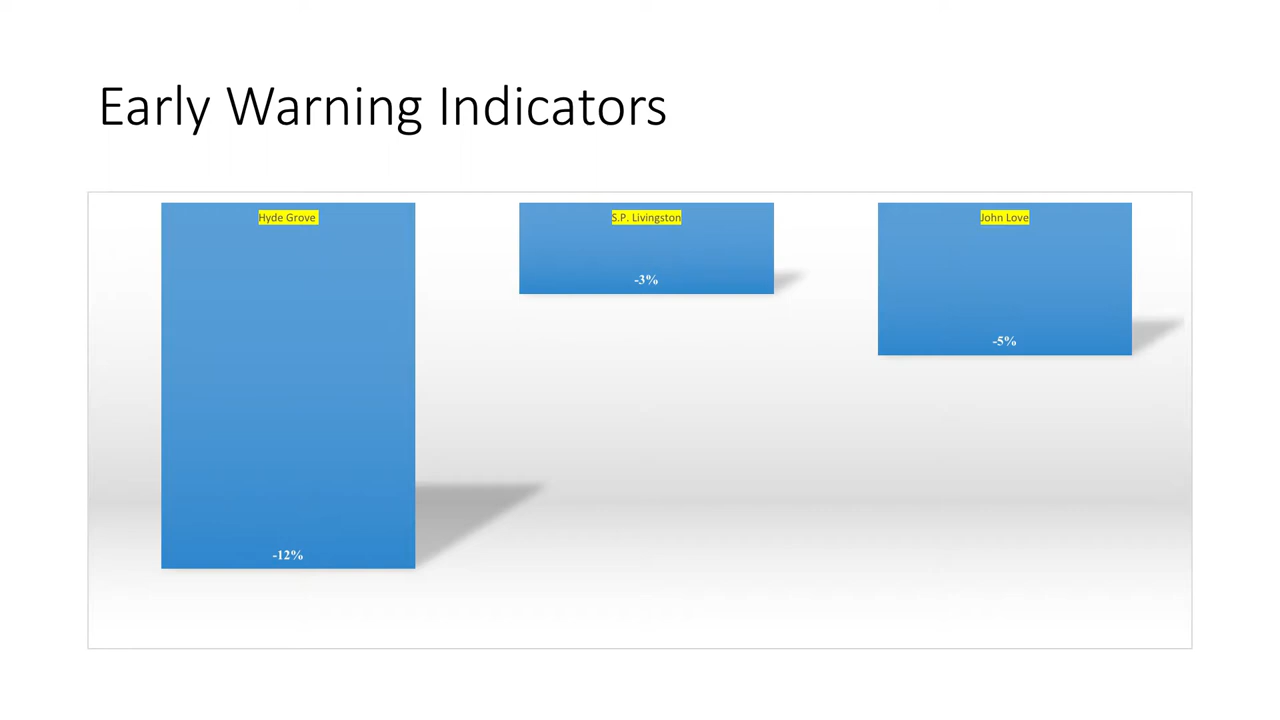 Early Warning Indicators
Hyde Grove
S.P. Livingston
John Love
-3%
-5%
-12%